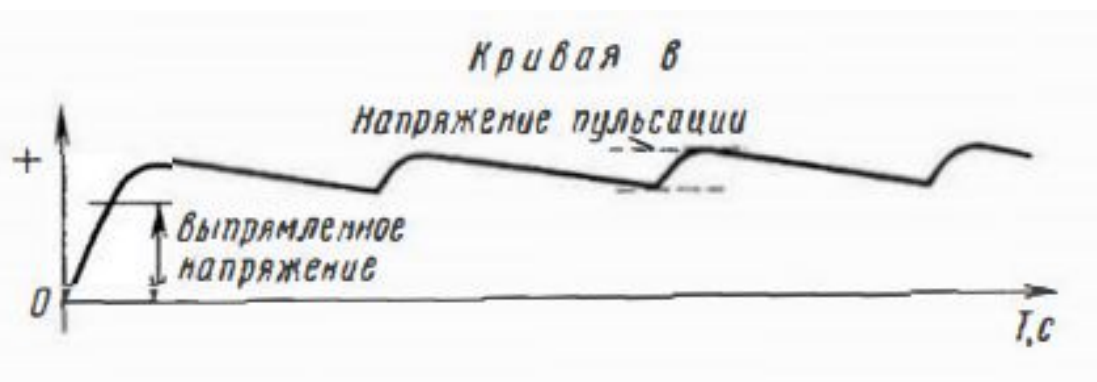 Кривая в
Напряжение пульсации
+
выпрямленное
напряжение
0
Т,с